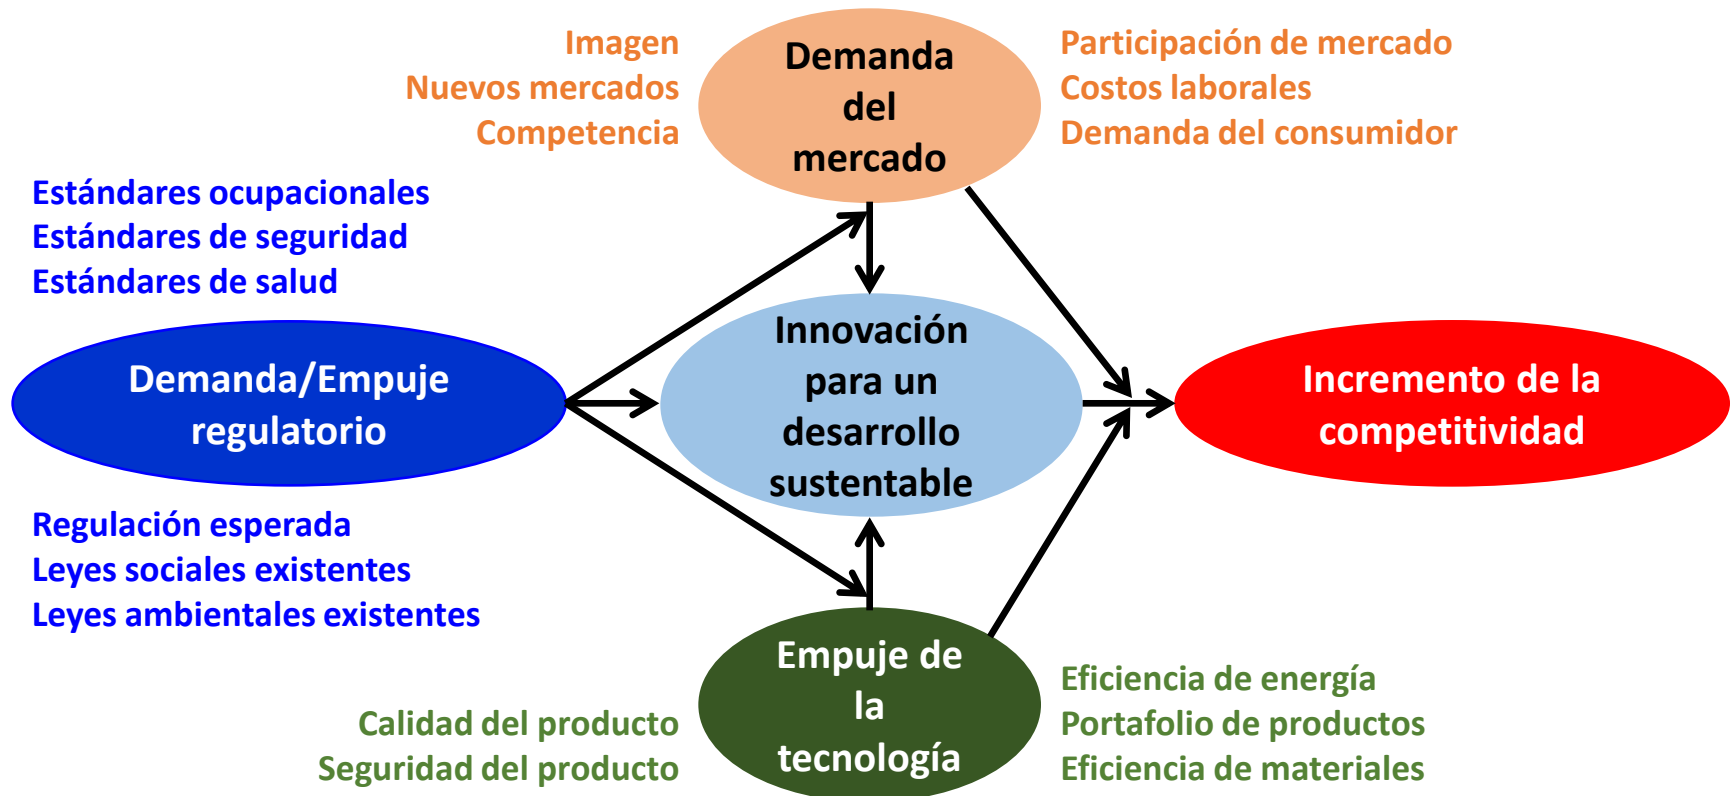 Imagen
Nuevos mercados
Competencia
Demanda
del
mercado
Participación de mercado
Costos laborales
Demanda del consumidor
Estándares ocupacionales
Estándares de seguridad
Estándares de salud
Demanda/Empuje
regulatorio
Innovación
para un
desarrollo
sustentable
Incremento de la
competitividad
Regulación esperada
Leyes sociales existentes
Leyes ambientales existentes
Calidad del producto
Seguridad del producto
Empuje de
la
tecnología
Eficiencia de energía
Portafolio de productos
Eficiencia de materiales